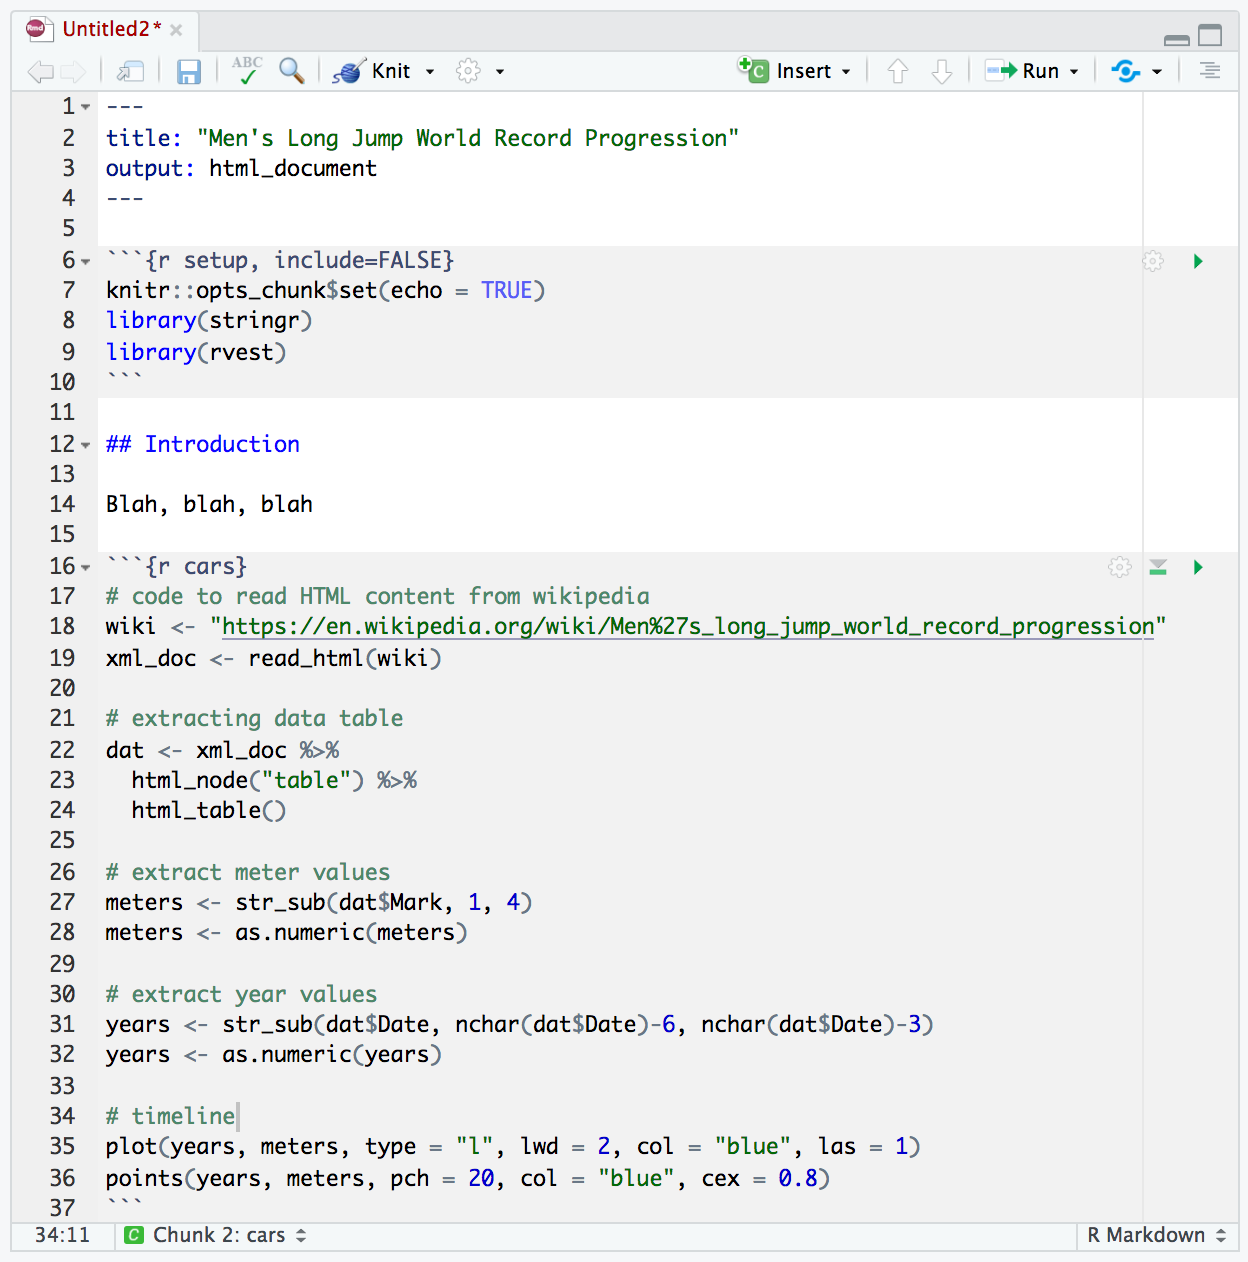 Rmd Untitled2*
ABC Knit Insert Run
1 ---
2 title: "Men's Long Jump World Record Progression"
3 output: html_document
4 ---
5
6 ```{r setup, include=FALSE}
7 knitr::opts_chunk$set(echo = TRUE)
8 library(stringr)
9 library(rvest)
10 ```
11
12 ## Introduction
13
14 Blah, blah, blah
15
16 ```{r cars}
17 # code to read HTML content from wikipedia
18 wiki <- "https://en.wikipedia.org/wiki/Men%27s_long_jump_world_record_progression"
19 xml_doc <- read_html(wiki)
20
21 # extracting data table
22 dat <- xml_doc %>%
23   html_node("table") %>%
24   html_table()
25
26 # extract meter values
27 meters <- str_sub(dat$Mark, 1, 4)
28 meters <- as.numeric(meters)
29
30 # extract year values
31 years <- str_sub(dat$Date, nchar(dat$Date)-6, nchar(dat$Date)-3)
32 years <- as.numeric(years)
33
34 # timeline
35 plot(years, meters, type = "l", lwd = 2, col = "blue", las = 1)
36 points(years, meters, pch = 20, col = "blue", cex = 0.8)
37 ```
34:11 C Chunk 2: cars R Markdown